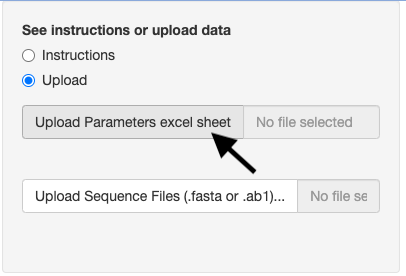 See instructions or upload data
Instructions
Upload
Upload Parameters excel sheet No file selected
Upload Sequence Files (.fasta or .ab1)... No file se